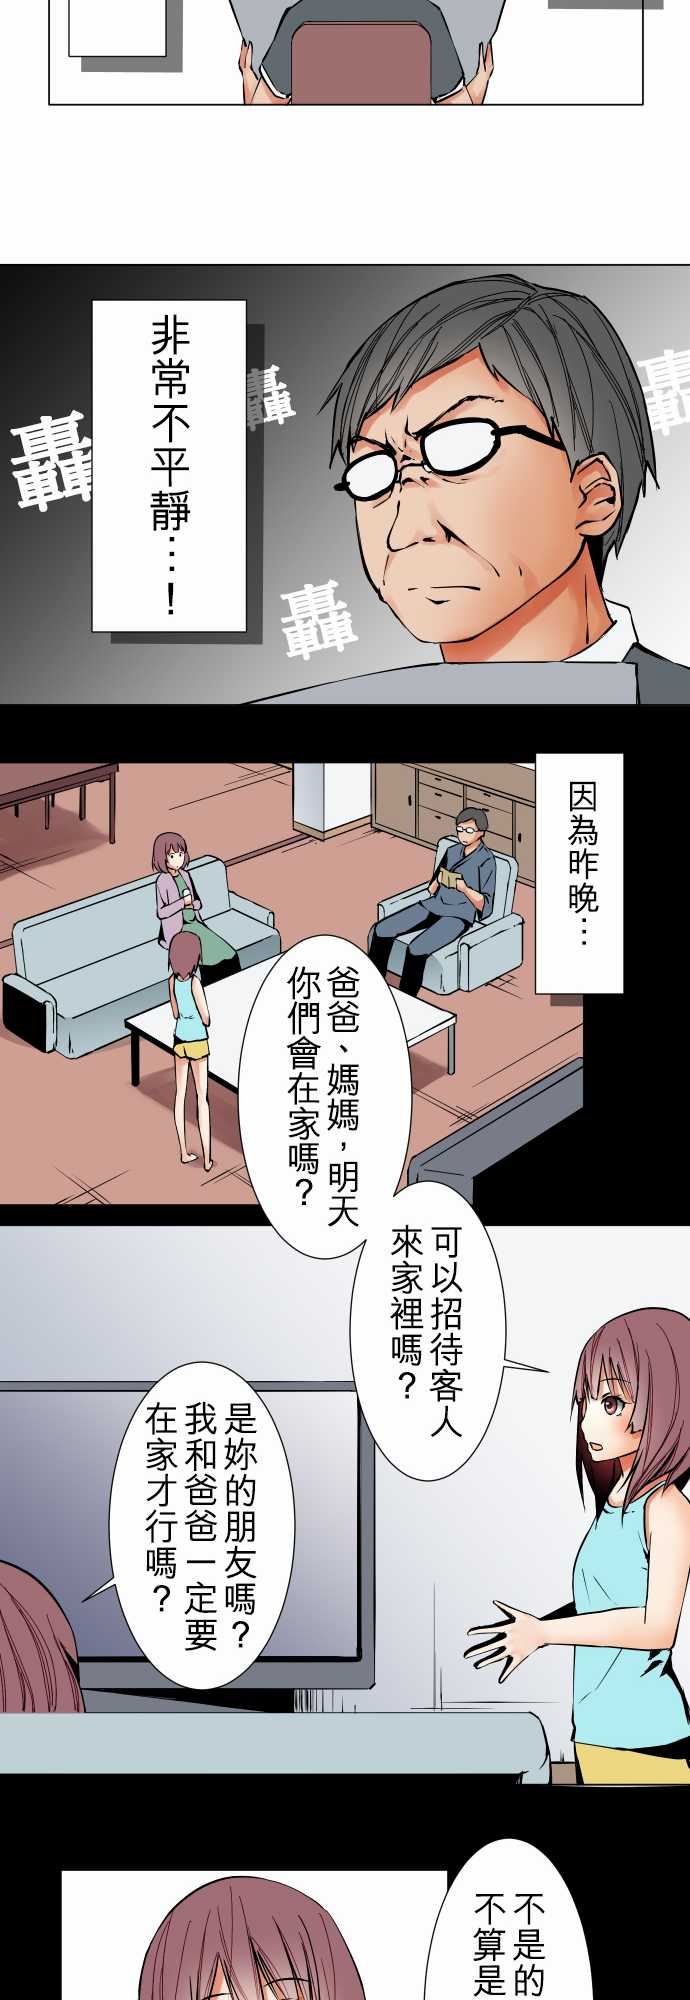 非常不平靜…！
轟
轟
轟
轟
因為昨晚…
爸爸、媽媽，明天
你們會在家嗎？
可以招待客人
來家裡嗎？
是妳的朋友嗎？
我和爸爸一定要
在家才行嗎？
不是的
不算是